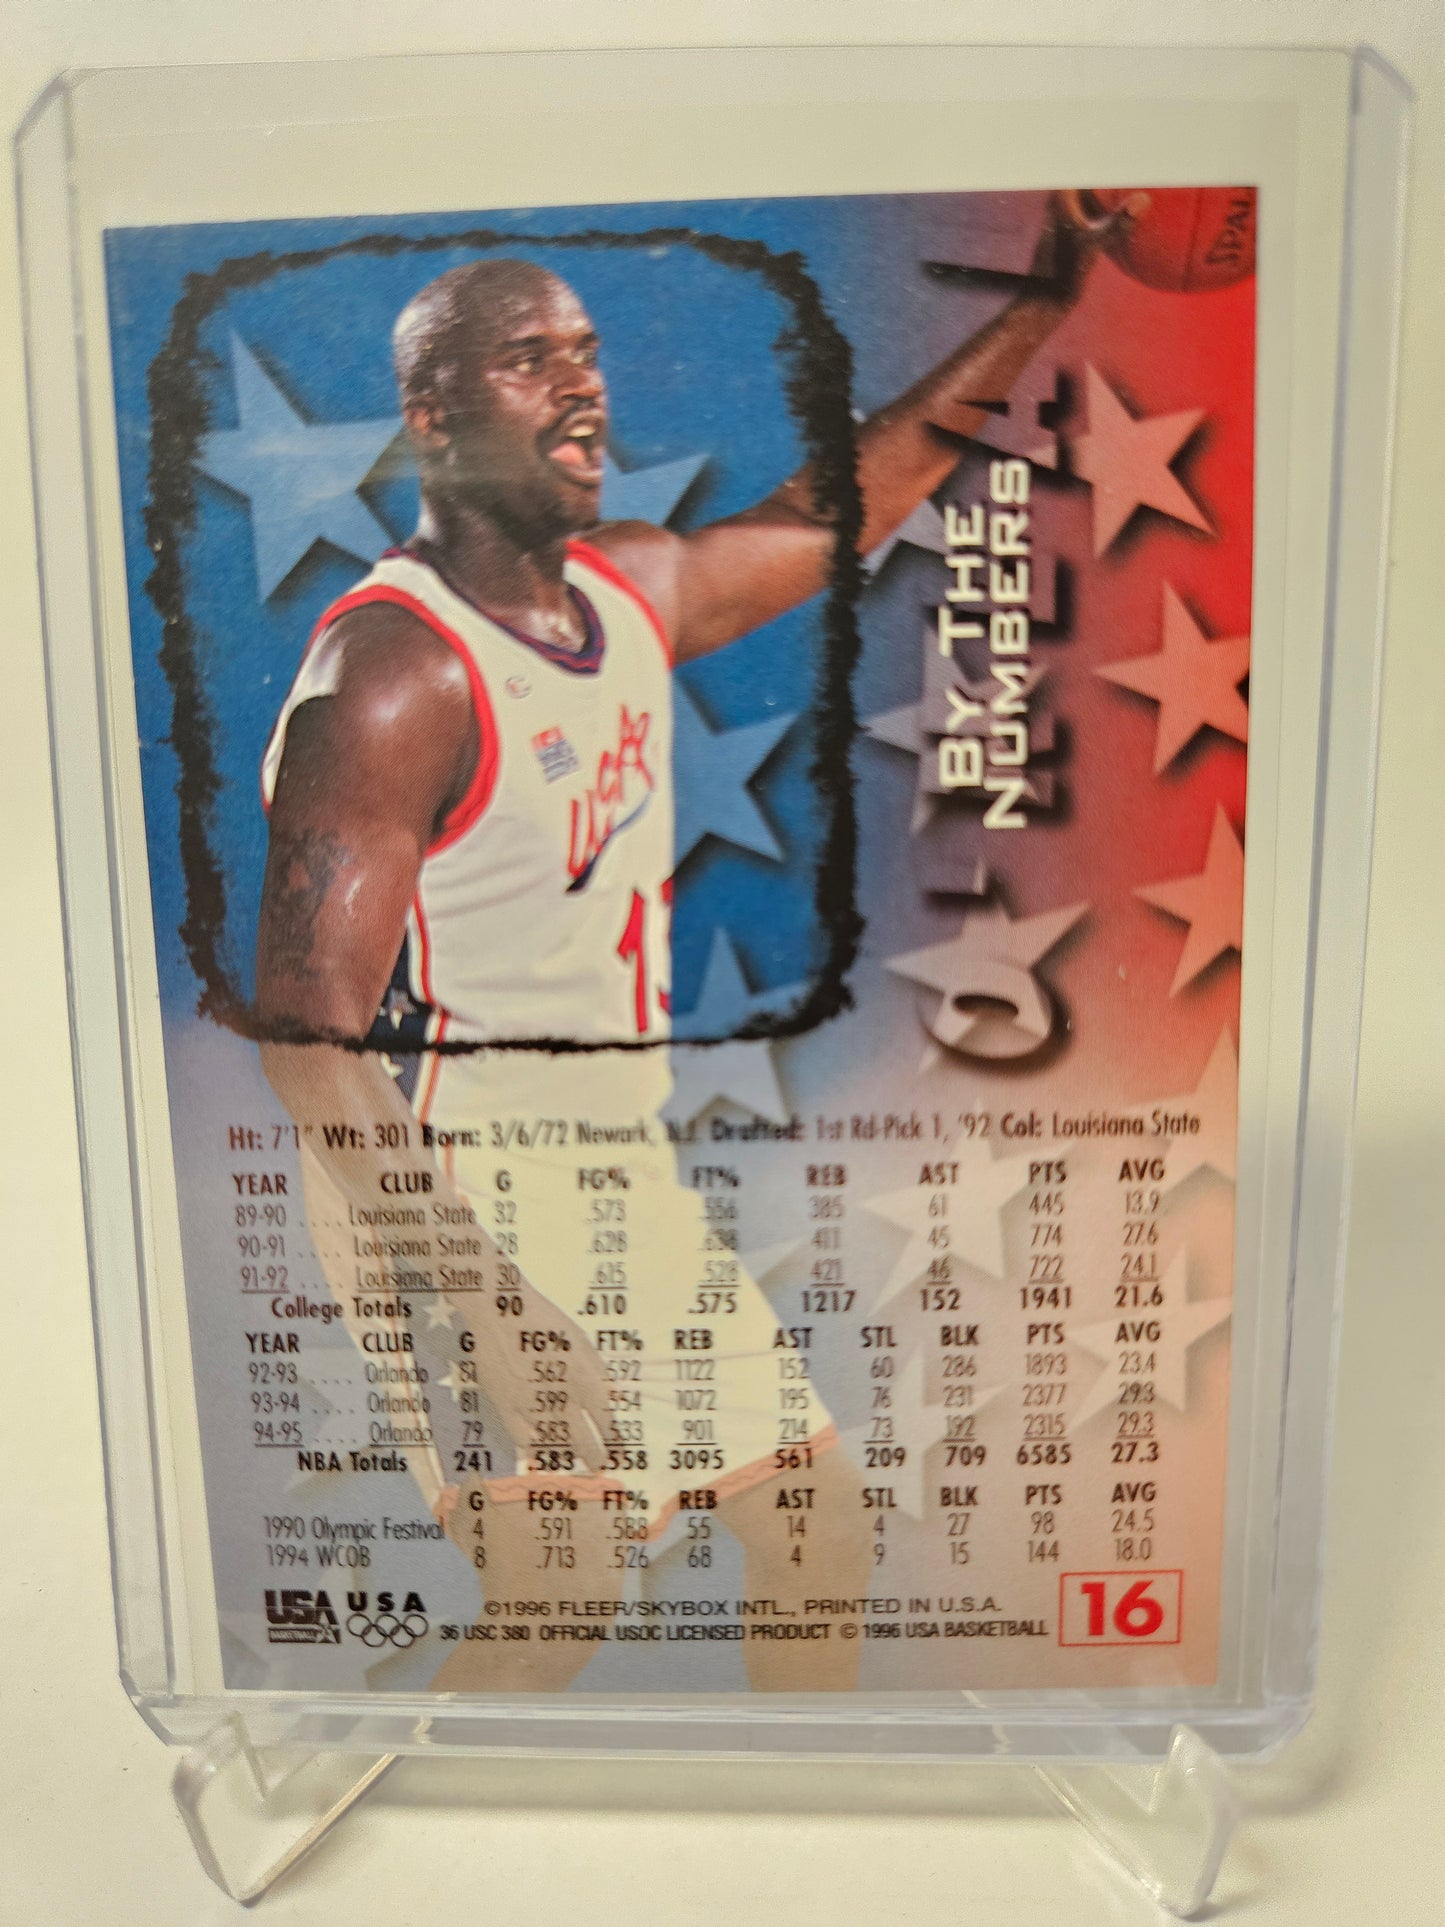 SPAL
O'NEAL
BY THE
NUMBERS
USA
13
Ht: 7'1" Wt: 301 Born: 3/6/72 Newark, N.J. Drafted: 1st Rd-Pick 1, '92 Col: Louisiana State
YEAR CLUB G FG% FT% REB AST PTS AVG
89-90 .... Louisiana State 32 .573 .556 385 61 445 13.9
90-91 .... Louisiana State 28 .628 .638 411 45 774 27.6
91-92 .... Louisiana State 30 .615 .528 421 46 722 24.1
College Totals 90 .610 .575 1217 152 1941 21.6
YEAR CLUB G FG% FT% REB AST STL BLK PTS AVG
92-93 .... Orlando 81 .562 .592 1122 152 60 286 1893 23.4
93-94 .... Orlando 81 .599 .554 1072 195 76 231 2377 29.3
94-95 .... Orlando 79 .583 .533 901 214 73 192 2315 29.3
NBA Totals 241 .583 .558 3095 561 209 709 6585 27.3
G FG% FT% REB AST STL BLK PTS AVG
1990 Olympic Festival 4 .591 .588 55 14 4 27 98 24.5
1994 WCOB 8 .713 .526 68 4 9 15 144 18.0
USA BASKETBALL
USA
©1996 FLEER/SKYBOX INTL., PRINTED IN U.S.A.
36 USC 380 OFFICIAL USOC LICENSED PRODUCT © 1996 USA BASKETBALL
16